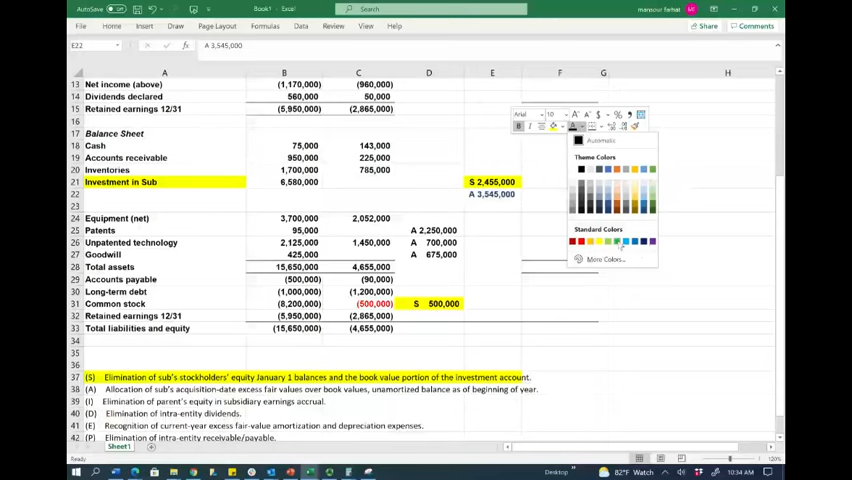 AutoSave Off Book1 - Excel Search mansour farhat MF
File Home Insert Draw Page Layout Formulas Data Review View Help Share Comments
E22 fx A 3,545,000
A B C D E F G H
13 Net income (above) (1,170,000) (960,000)
14 Dividends declared 560,000 50,000
15 Retained earnings 12/31 (5,950,000) (2,865,000)
16
17 Balance Sheet
18 Cash 75,000 143,000
19 Accounts receivable 950,000 225,000
20 Inventories 1,700,000 785,000
21 Investment in Sub 6,580,000 S 2,455,000
22 A 3,545,000
23
24 Equipment (net) 3,700,000 2,052,000
25 Patents 95,000 A 2,250,000
26 Unpatented technology 2,125,000 1,450,000 A 700,000
27 Goodwill 425,000 A 675,000
28 Total assets 15,650,000 4,655,000
29 Accounts payable (500,000) (90,000)
30 Long-term debt (1,000,000) (1,200,000)
31 Common stock (8,200,000) (500,000) S 500,000
32 Retained earnings 12/31 (5,950,000) (2,865,000)
33 Total liabilities and equity (15,650,000) (4,655,000)
34
35
36
37 (S) Elimination of sub's stockholders' equity January 1 balances and the book value portion of the investment account.
38 (A) Allocation of sub's acquisition-date excess fair values over book values, unamortized balance as of beginning of year.
39 (I) Elimination of parent's equity in subsidiary earnings accrual.
40 (D) Elimination of intra-entity dividends.
41 (E) Recognition of current-year excess fair-value amortization and depreciation expenses.
42 (P) Elimination of intra-entity receivable/payable.
Arial 10 A A $ % ,
B I A
Automatic
Theme Colors
Standard Colors
More Colors...
Sheet1
Ready 120%
Desktop 82°F Watch 10:34 AM